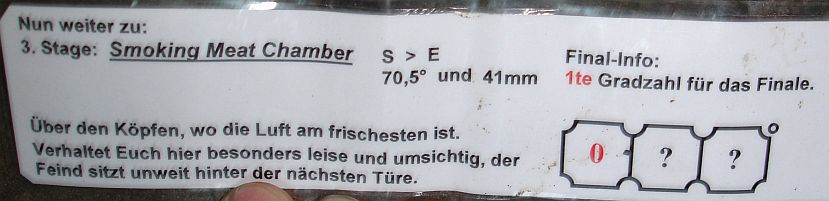 Nun weiter zu:
3. Stage: Smoking Meat Chamber S > E
70,5° und 41mm
Final-Info:
1te Gradzahl für das Finale.
Über den Köpfen, wo die Luft am frischesten ist.
Verhaltet Euch hier besonders leise und umsichtig, der
Feind sitzt unweit hinter der nächsten Türe.
0 ? ? °